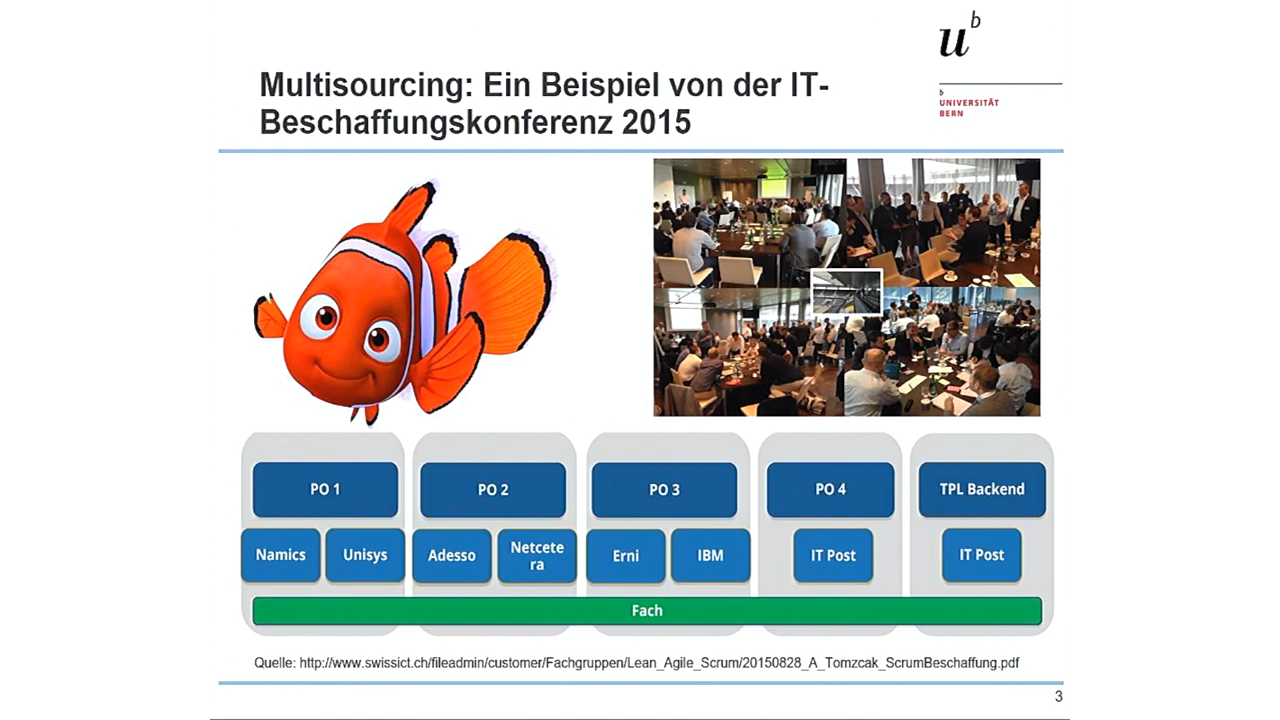 u^b
b
UNIVERSITÄT
BERN
Multisourcing: Ein Beispiel von der IT-
Beschaffungskonferenz 2015
PO 1
PO 2
PO 3
PO 4
TPL Backend
Namics
Unisys
Adesso
Netcete
ra
Erni
IBM
IT Post
IT Post
Fach
Quelle: http://www.swissict.ch/fileadmin/customer/Fachgruppen/Lean_Agile_Scrum/20150828_A_Tomzcak_ScrumBeschaffung.pdf
3